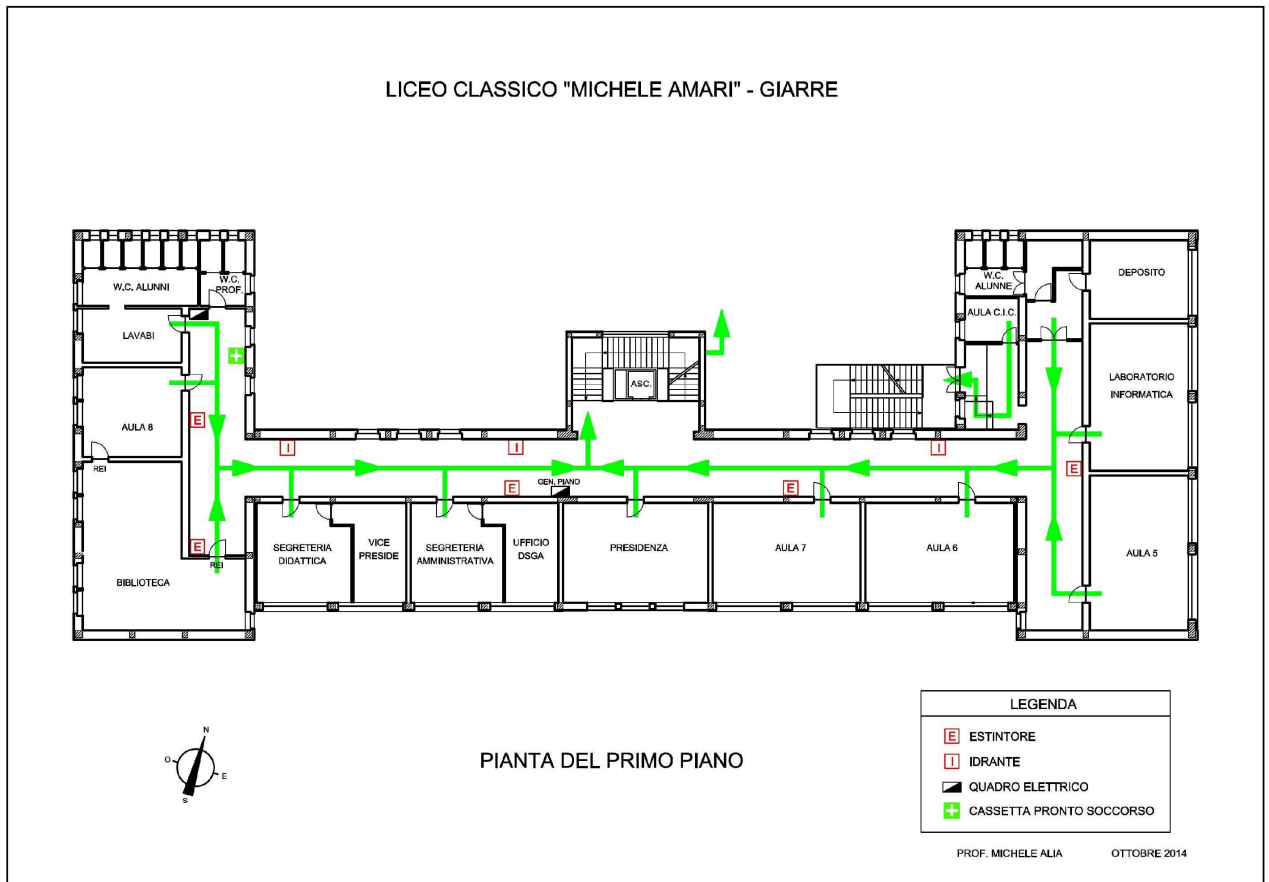 LICEO CLASSICO "MICHELE AMARI" - GIARRE
W.C. ALUNNI
W.C.
PROF.
LAVABI
AULA 8
REI
BIBLIOTECA
REI
E
E
I
I
E
GEN. PIANO
ASC.
E
I
E
W.C.
ALUNNE
AULA C.I.C.
DEPOSITO
LABORATORIO
INFORMATICA
AULA 5
SEGRETERIA
DIDATTICA
VICE
PRESIDE
SEGRETERIA
AMMINISTRATIVA
UFFICIO
DSGA
PRESIDENZA
AULA 7
AULA 6
N
O
E
S
PIANTA DEL PRIMO PIANO
LEGENDA
E ESTINTORE
I IDRANTE
QUADRO ELETTRICO
CASSETTA PRONTO SOCCORSO
PROF. MICHELE ALIA OTTOBRE 2014